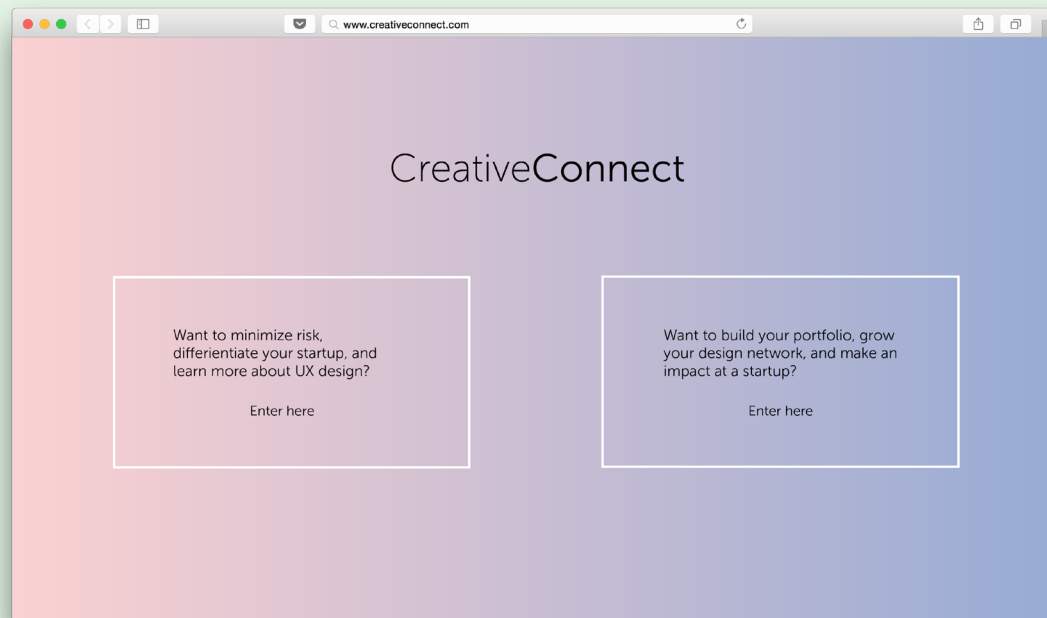 www.creativeconnect.com
CreativeConnect
Want to minimize risk,
differientiate your startup, and
learn more about UX design?
Enter here
Want to build your portfolio, grow
your design network, and make an
impact at a startup?
Enter here